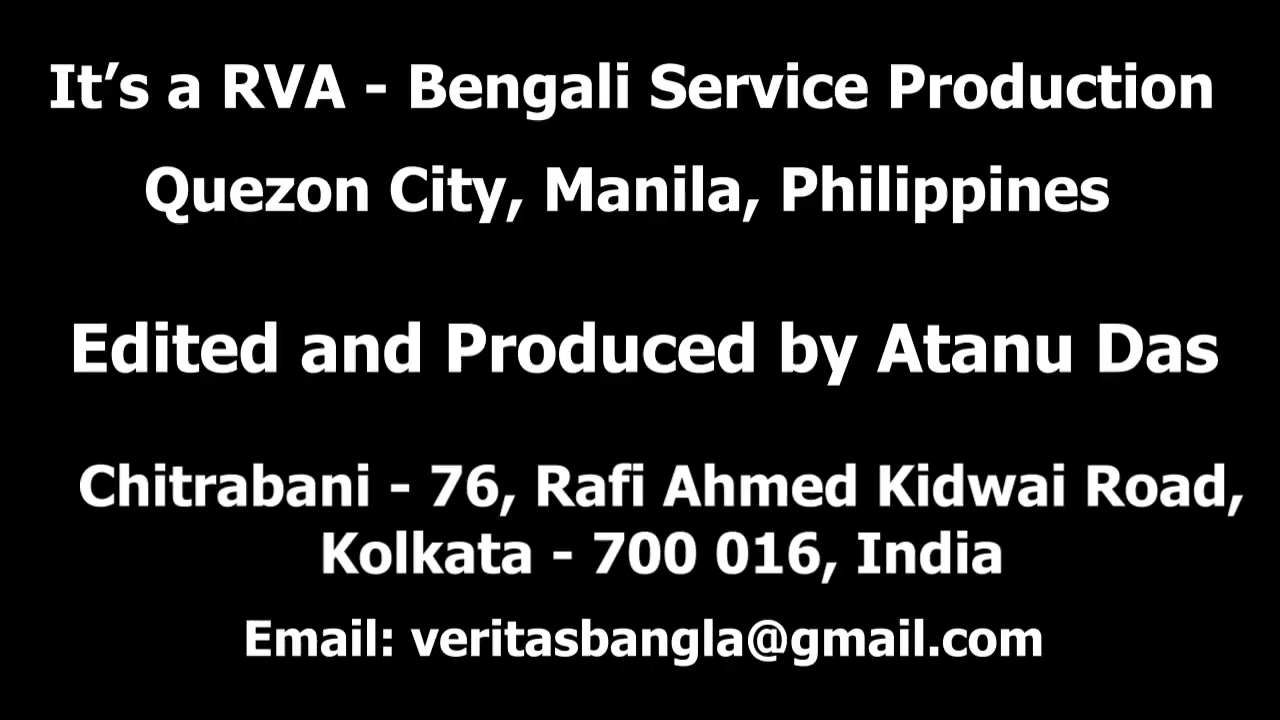 It’s a RVA - Bengali Service Production
Quezon City, Manila, Philippines
Edited and Produced by Atanu Das
Chitrabani - 76, Rafi Ahmed Kidwai Road,
Kolkata - 700 016, India
Email: veritasbangla@gmail.com